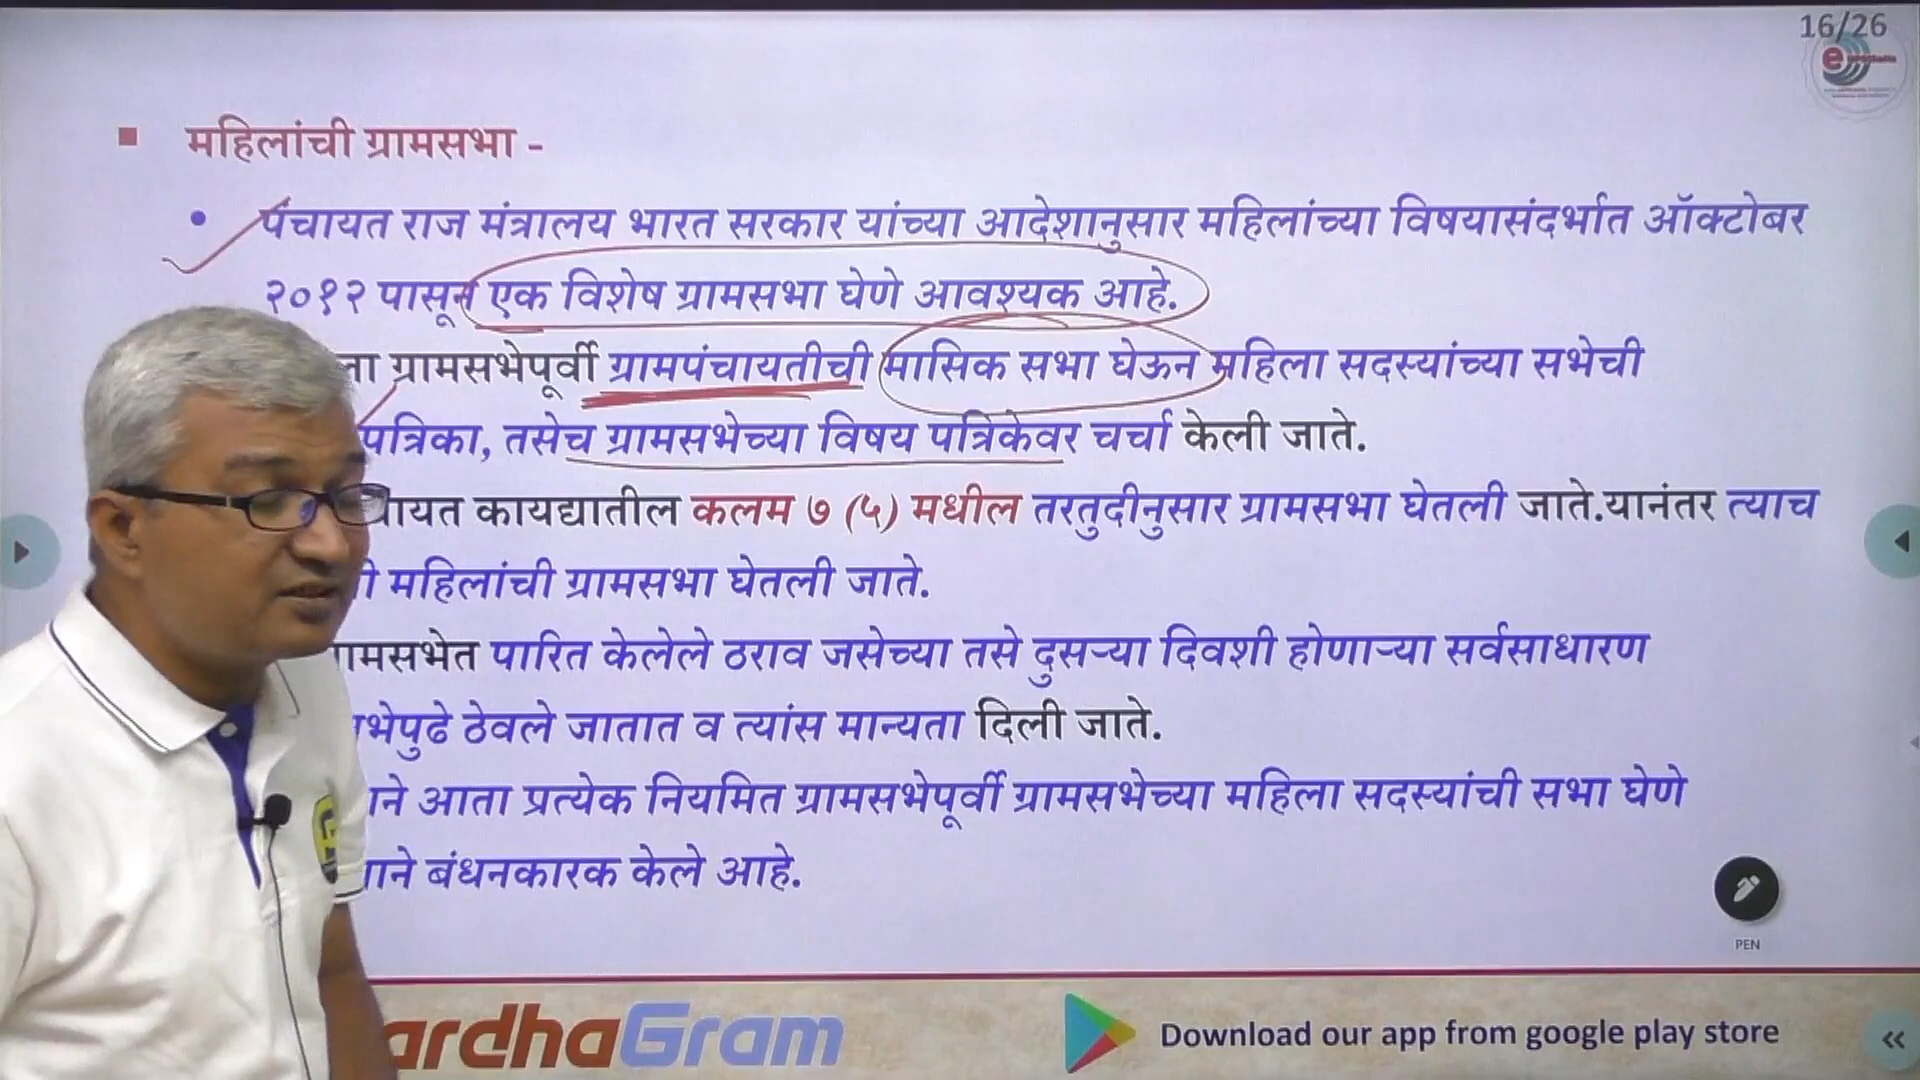 16/26
महिलांची ग्रामसभा -
पंचायत राज मंत्रालय भारत सरकार यांच्या आदेशानुसार महिलांच्या विषयासंदर्भात ऑक्टोबर
२०१२ पासून एक विशेष ग्रामसभा घेणे आवश्यक आहे.
ग्रामसभेपूर्वी ग्रामपंचायतीची मासिक सभा घेऊन महिला सदस्यांच्या सभेची
पत्रिका, तसेच ग्रामसभेच्या विषय पत्रिकेवर चर्चा केली जाते.
कायद्यातील कलम ७ (५) मधील तरतुदीनुसार ग्रामसभा घेतली जाते.यानंतर त्याच
महिलांची ग्रामसभा घेतली जाते.
पारित केलेले ठराव जसेच्या तसे दुसऱ्या दिवशी होणाऱ्या सर्वसाधारण
ठेवले जातात व त्यांस मान्यता दिली जाते.
आता प्रत्येक नियमित ग्रामसभेपूर्वी ग्रामसभेच्या महिला सदस्यांची सभा घेणे
बंधनकारक केले आहे.
PEN
ardhaGram
Download our app from google play store